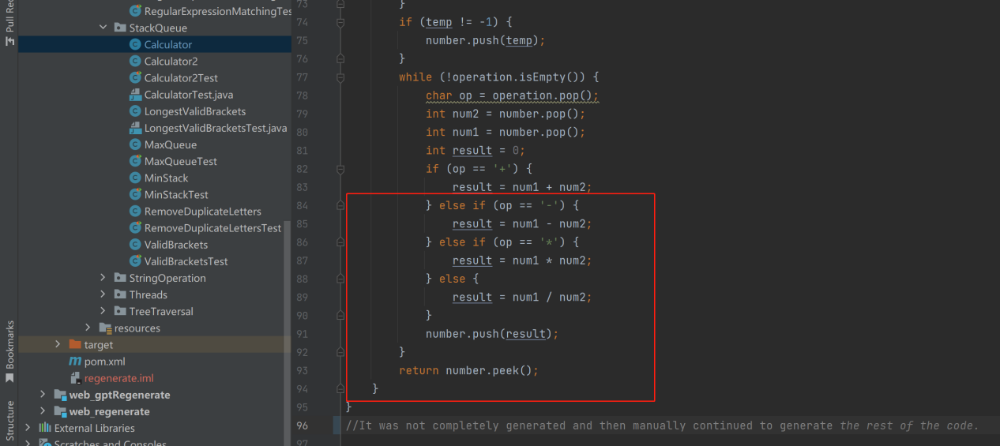 Pull Req
RegularExpressionMatchingTes
StackQueue
Calculator
Calculator2
Calculator2Test
CalculatorTest.java
LongestValidBrackets
LongestValidBracketsTest.java
MaxQueue
MaxQueueTest
MinStack
MinStackTest
RemoveDuplicateLetters
RemoveDuplicateLettersTest
ValidBrackets
ValidBracketsTest
StringOperation
Threads
TreeTraversal
resources
target
pom.xml
regenerate.iml
web_gptRegenerate
web_regenerate
External Libraries
Scratches and Consoles
Bookmarks
Structure
73 }
74 if (temp != -1) {
75 number.push(temp);
76 }
77 while (!operation.isEmpty()) {
78 char op = operation.pop();
79 int num2 = number.pop();
80 int num1 = number.pop();
81 int result = 0;
82 if (op == '+') {
83 result = num1 + num2;
84 } else if (op == '-') {
85 result = num1 - num2;
86 } else if (op == '*') {
87 result = num1 * num2;
88 } else {
89 result = num1 / num2;
90 }
91 number.push(result);
92 }
93 return number.peek();
94 }
95 }
96 //It was not completely generated and then manually continued to generate the rest of the code.
97